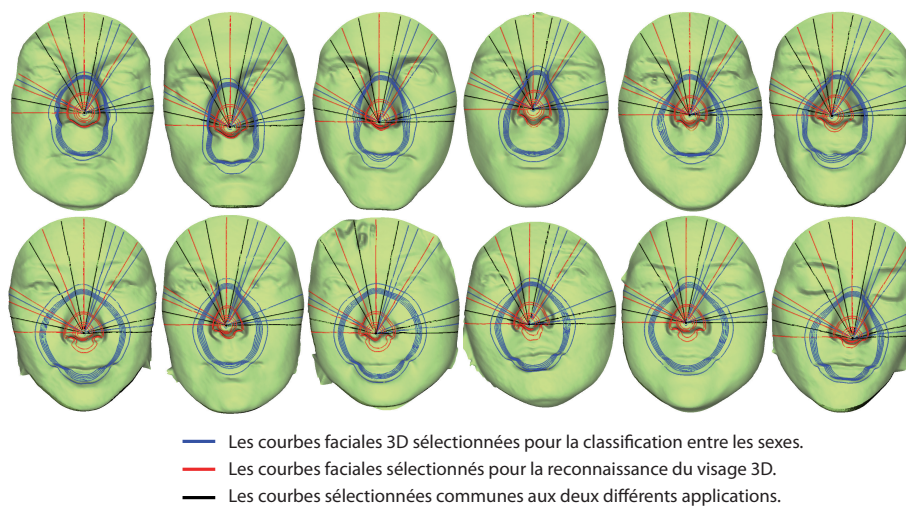 Les courbes faciales 3D sélectionnées pour la classification entre les sexes.
Les courbes faciales sélectionnés pour la reconnaissance du visage 3D.
Les courbes sélectionnées communes aux deux différents applications.